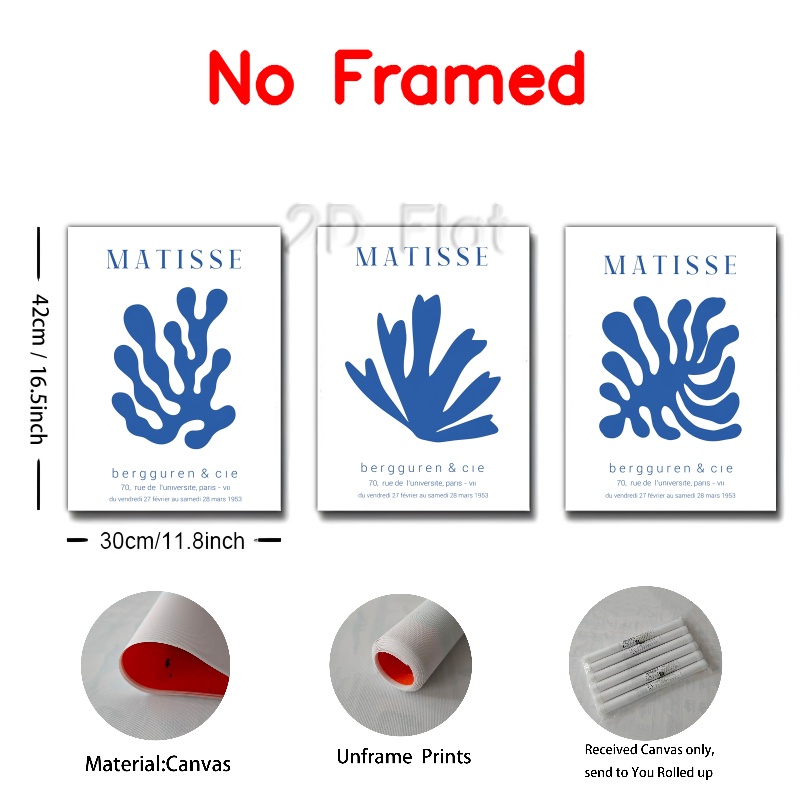 No Framed
2D Flat
MATISSE
bergguren & cie
70, rue de l'universite, paris - VII
du vendredi 27 février au samedi 28 mars 1953
MATISSE
bergguren & cie
70, rue de l'universite, paris - VII
du vendredi 27 février au samedi 28 mars 1953
MATISSE
bergguren & cie
70, rue de l'universite, paris - VII
du vendredi 27 février au samedi 28 mars 1953
42cm / 16.5inch
30cm/11.8inch
Material:Canvas
Unframe Prints
Received Canvas only,
send to You Rolled up